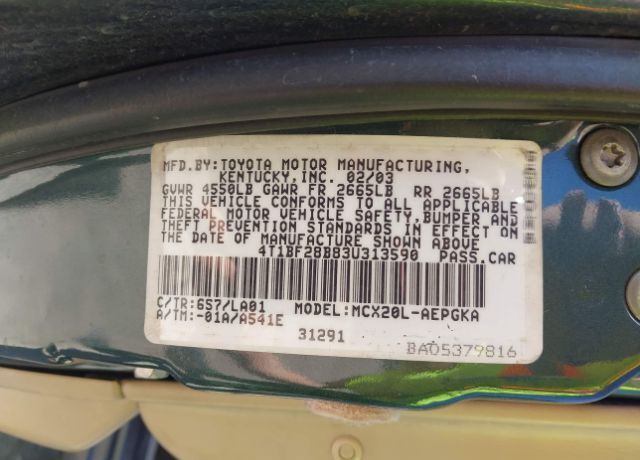 MFD.BY:TOYOTA MOTOR MANUFACTURING,
KENTUCKY,INC. 02/03
GVWR 4550LB GAWR FR 2665LB RR 2665LB
THIS VEHICLE CONFORMS TO ALL APPLICABLE
FEDERAL MOTOR VEHICLE SAFETY,BUMPER AND
THEFT PREVENTION STANDARDS IN EFFECT ON
THE DATE OF MANUFACTURE SHOWN ABOVE
4T1BF28B83U313590 PASS.CAR
C/TR:6S7/LA01 MODEL:MCX20L-AEPGKA
A/TM:-01A/A541E
31291
BA05379816